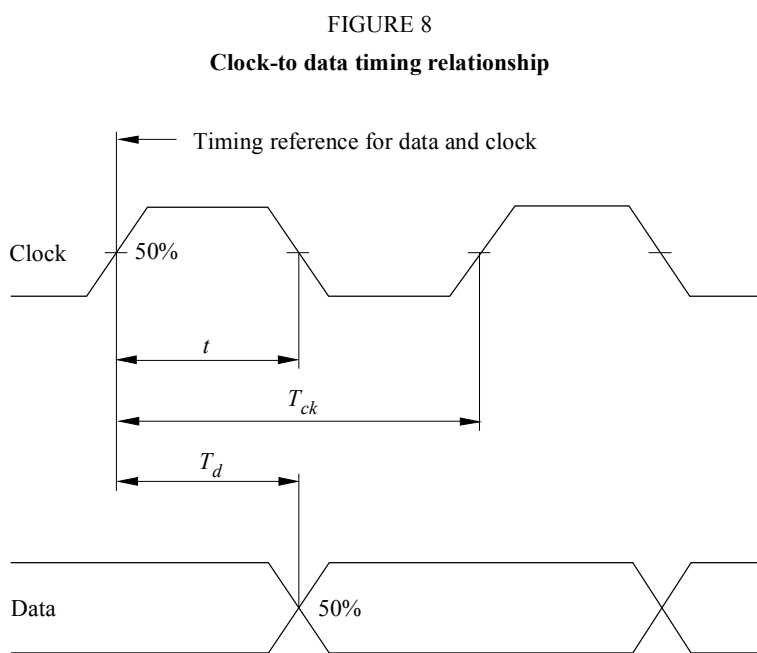 FIGURE 8
Clock-to data timing relationship
Timing reference for data and clock
Clock
50%
t
T_ck
T_d
Data
50%